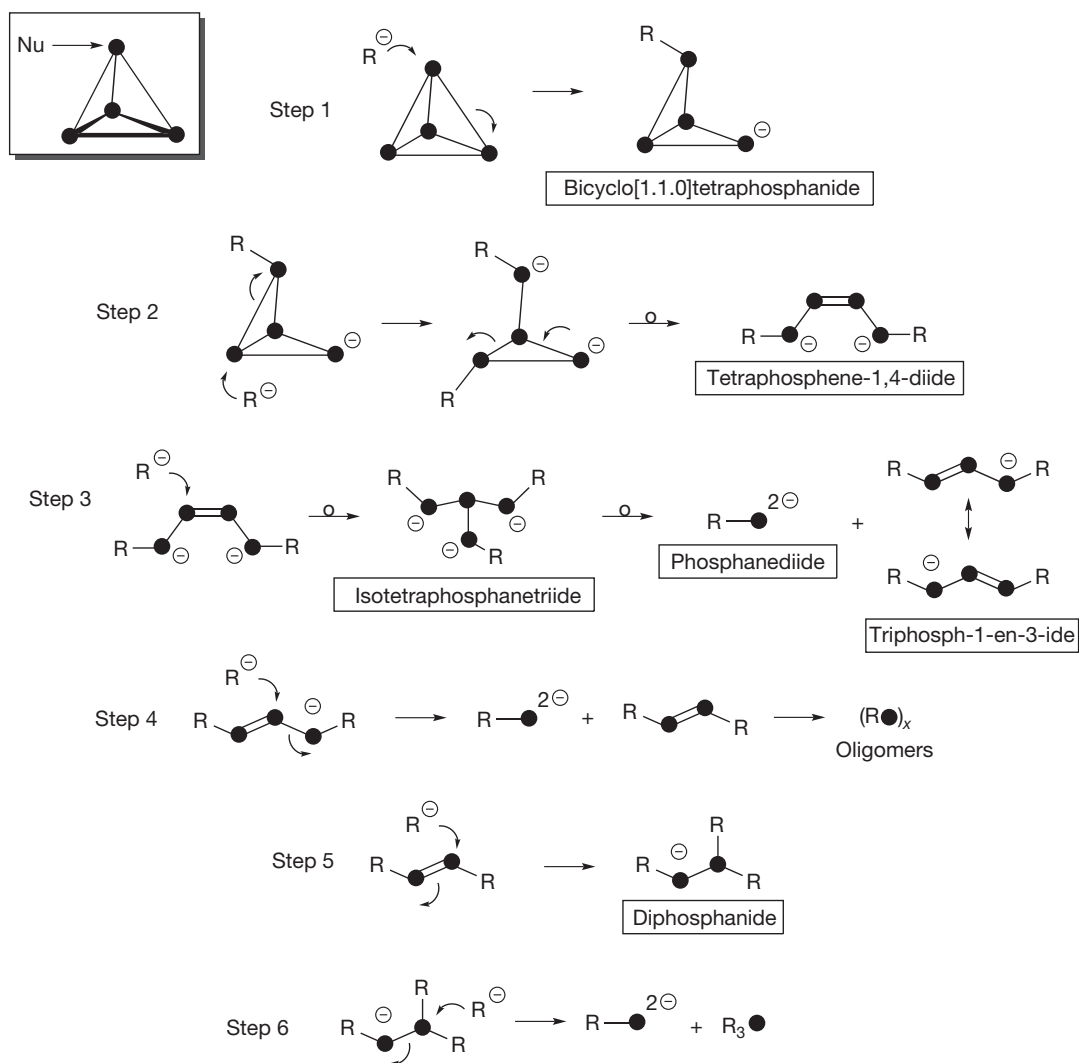 Nu
Step 1
R ⊖
R
⊖
Bicyclo[1.1.0]tetraphosphanide
Step 2
R
⊖
R ⊖
R
⊖
⊖
R
o
R
⊖
⊖
R
Tetraphosphene-1,4-diide
Step 3
R ⊖
R
⊖
⊖
R
o
R
R
⊖
⊖
⊖
R
Isotetraphosphanetriide
o
R
2⊖
Phosphanediide
+
R
⊖
R
R
⊖
R
Triphosph-1-en-3-ide
Step 4
R ⊖
R
⊖
R
R
2⊖
+
R
R
(R●)x
Oligomers
Step 5
R ⊖
R
R
R
⊖
R
R
Diphosphanide
Step 6
R
⊖
R
R
R ⊖
R
2⊖
+
R3